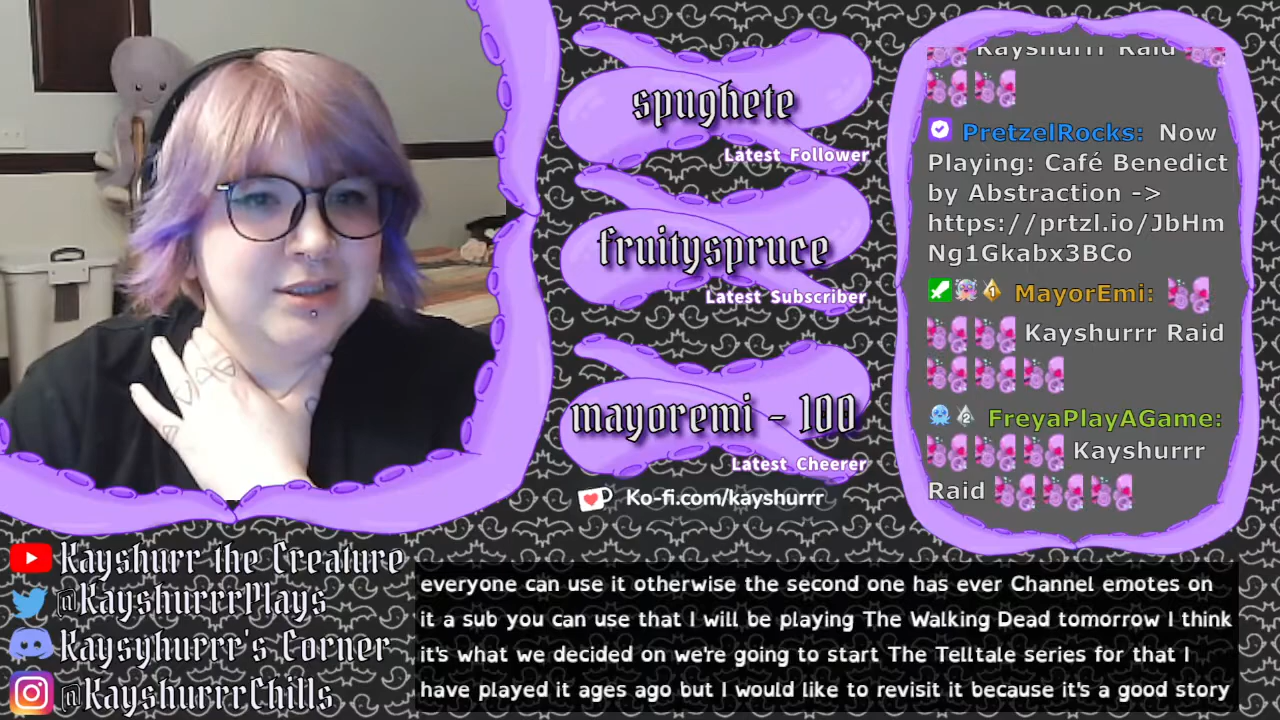 spughete
Latest Follower
fruityspruce
Latest Subscriber
mayoremi - 100
Latest Cheerer
Ko-fi.com/kayshurrr
Kayshurrr Raid
PretzelRocks: Now
Playing: Café Benedict
by Abstraction ->
https://prtzl.io/JbHm
Ng1Gkabx3BCo
MayorEmi:
Kayshurrr Raid
FreyaPlayAGame:
Kayshurrr
Raid
Kayshurr the Creature
@KayshurrrPlays
Kaysyhurrr's Corner
@KayshurrrChills
everyone can use it otherwise the second one has ever Channel emotes on
it a sub you can use that I will be playing The Walking Dead tomorrow I think
it's what we decided on we're going to start The Telltale series for that I
have played it ages ago but I would like to revisit it because it's a good story